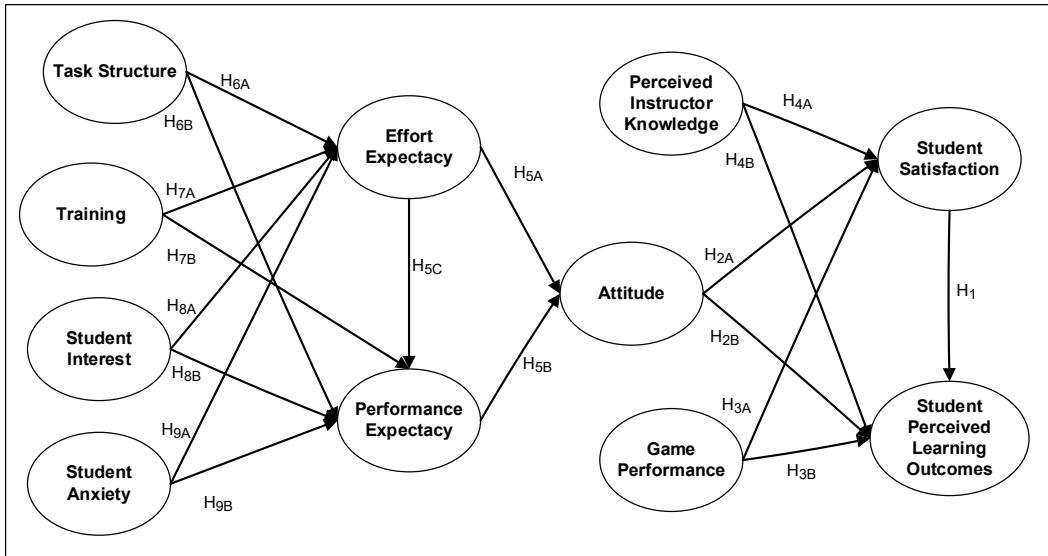 Task Structure
H6A
H6B
Training
H7A
H7B
Student
Interest
H8A
H8B
Student
Anxiety
H9A
H9B
Effort
Expectacy
H5A
H5C
Performance
Expectacy
H5B
Attitude
Perceived
Instructor
Knowledge
H4A
H4B
H2A
H2B
Game
Performance
H3A
H3B
Student
Satisfaction
H1
Student
Perceived
Learning
Outcomes